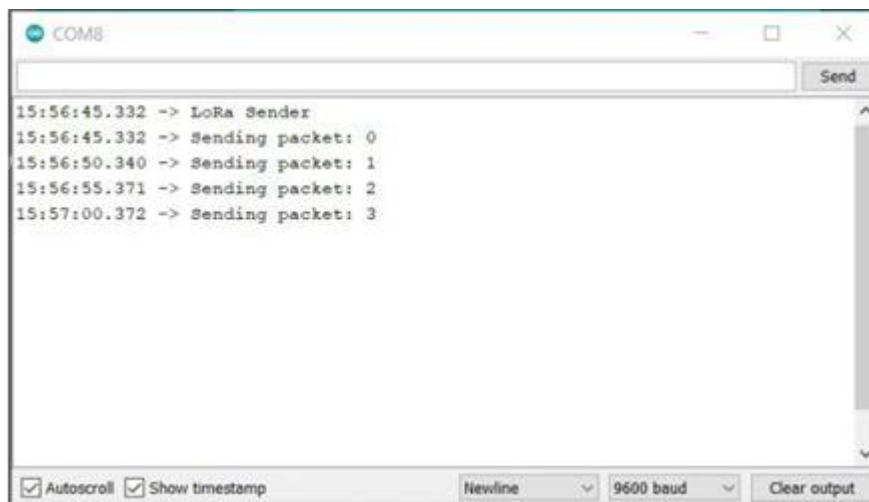 COM8
Send
15:56:45.332 -> LoRa Sender
15:56:45.332 -> Sending packet: 0
15:56:50.340 -> Sending packet: 1
15:56:55.371 -> Sending packet: 2
15:57:00.372 -> Sending packet: 3
Autoscroll Show timestamp Newline 9600 baud Clear output